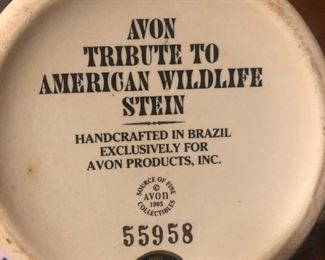 AVON
TRIBUTE TO
AMERICAN WILDLIFE
STEIN
HANDCRAFTED IN BRAZIL
EXCLUSIVELY FOR
AVON PRODUCTS, INC.
SOURCE OF FINE
©
AVON
1995
COLLECTIBLES
55958